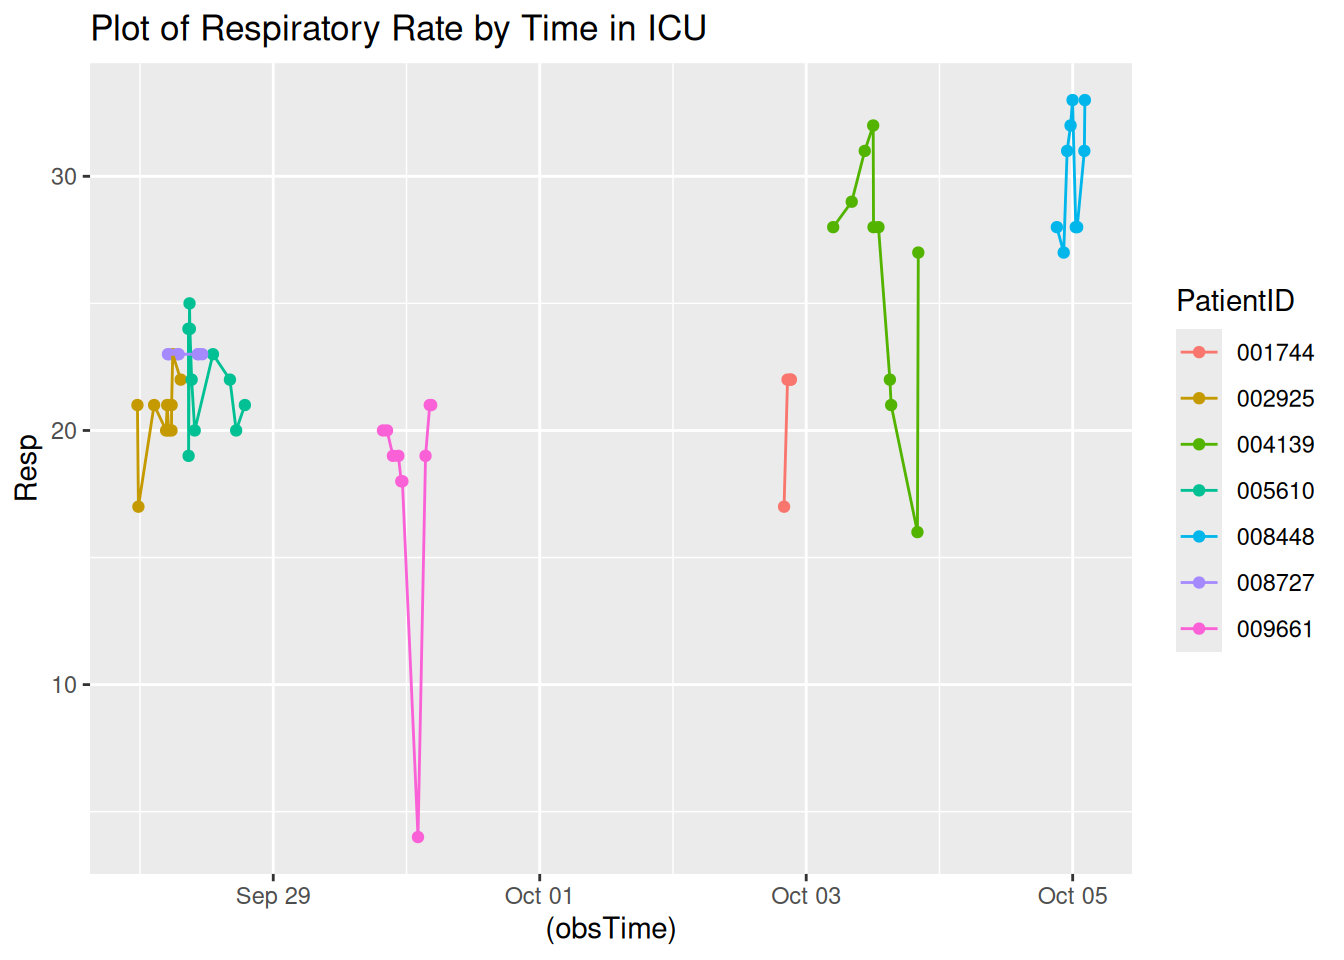 Plot of Respiratory Rate by Time in ICU
Resp
30
20
10
Sep 29
Oct 01
Oct 03
Oct 05
(obsTime)
PatientID
001744
002925
004139
005610
008448
008727
009661